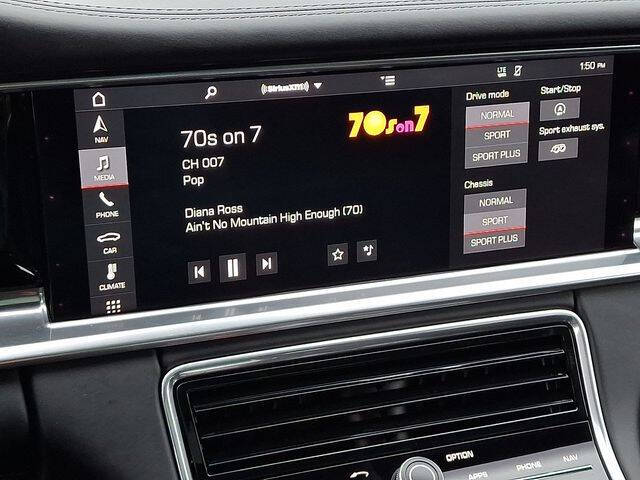 ((SiriusXM))
LTE
1:50 PM
NAV
MEDIA
PHONE
CAR
CLIMATE
70s on 7
CH 007
Pop
Diana Ross
Ain't No Mountain High Enough (70)
70s on 7
Drive mode
NORMAL
SPORT
SPORT PLUS
Chassis
NORMAL
SPORT
SPORT PLUS
Start/Stop
Sport exhaust sys.
OPTION
APPS
PHONE
NAV